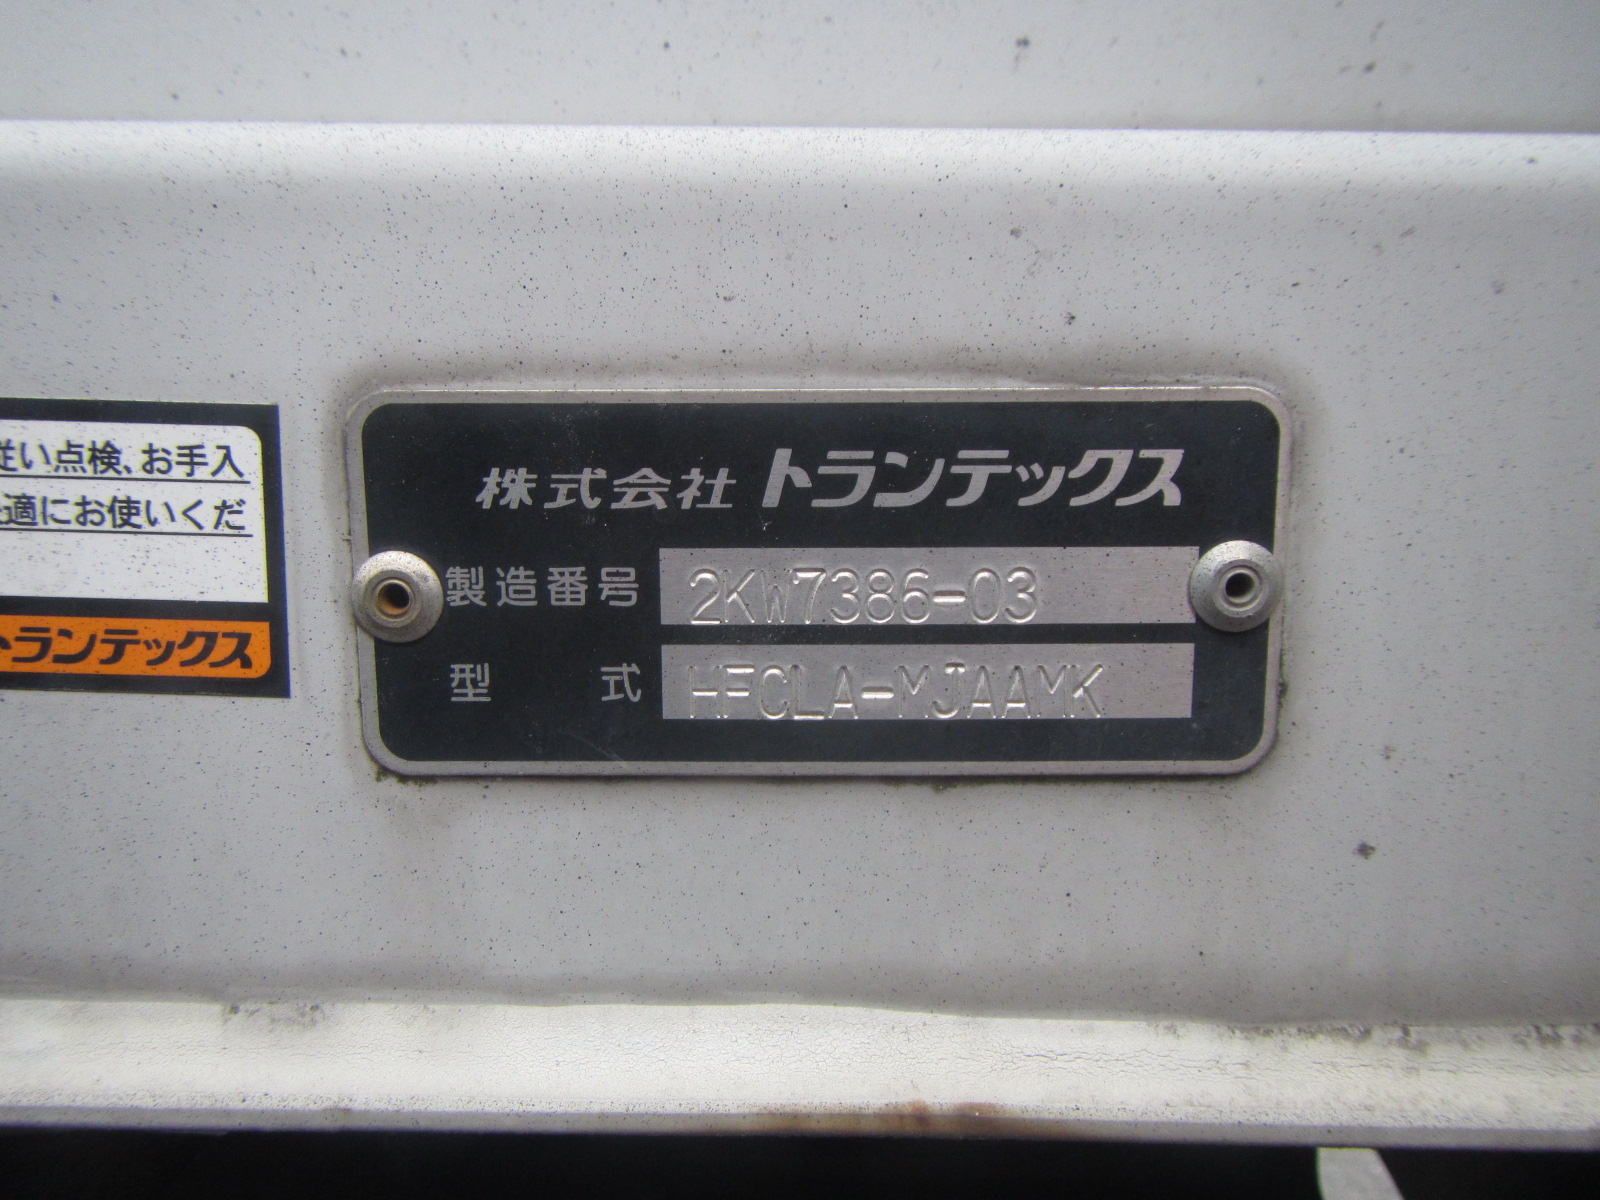 従い点検、お手入
快適にお使いくだ
トランテックス
株式会社 トランテックス
製造番号 2KW7386-03
型式 HFCLA-MJAAMK